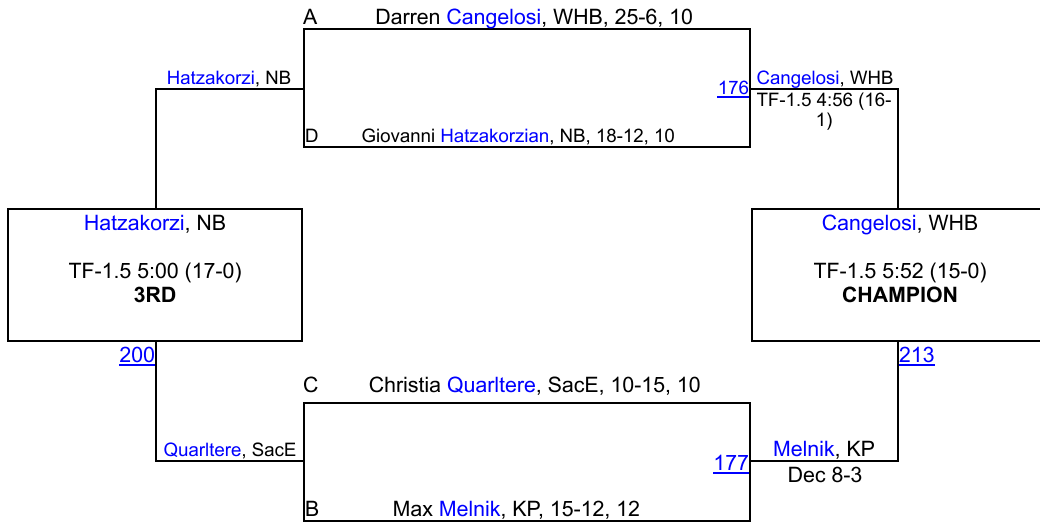 A Darren Cangelosi, WHB, 25-6, 10
Hatzakorzi, NB
176
Cangelosi, WHB
TF-1.5 4:56 (16-
1)
D Giovanni Hatzakorzian, NB, 18-12, 10
Hatzakorzi, NB
TF-1.5 5:00 (17-0)
3RD
Cangelosi, WHB
TF-1.5 5:52 (15-0)
CHAMPION
200
213
C Christia Quarltere, SacE, 10-15, 10
Quarltere, SacE
177
Melnik, KP
Dec 8-3
B Max Melnik, KP, 15-12, 12